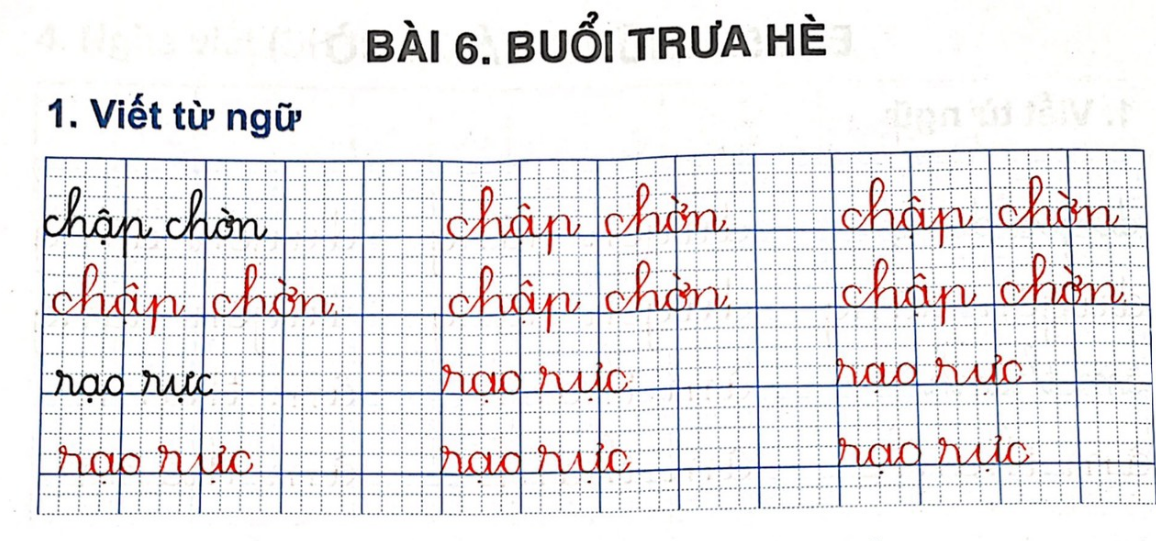 BÀI 6. BUỔI TRƯA HÈ
1. Viết từ ngữ
chập chờn chập chờn chập chờn
chập chờn chập chờn chập chờn
rạo rực rạo rực rạo rực
rạo rực rạo rực rạo rực